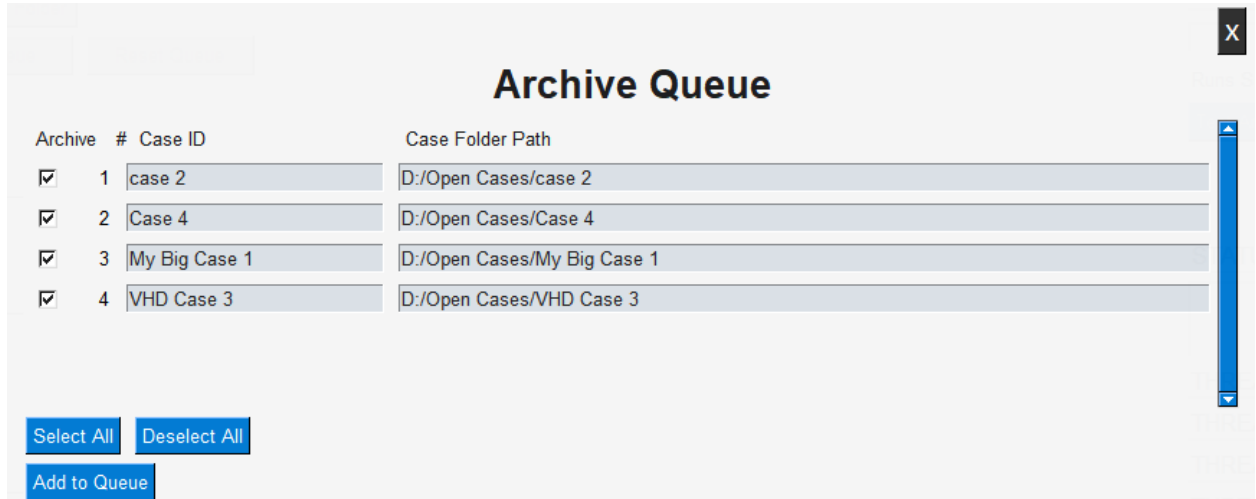 X
Archive Queue
Archive # Case ID Case Folder Path
1 case 2 D:/Open Cases/case 2
2 Case 4 D:/Open Cases/Case 4
3 My Big Case 1 D:/Open Cases/My Big Case 1
4 VHD Case 3 D:/Open Cases/VHD Case 3
Select All Deselect All
Add to Queue